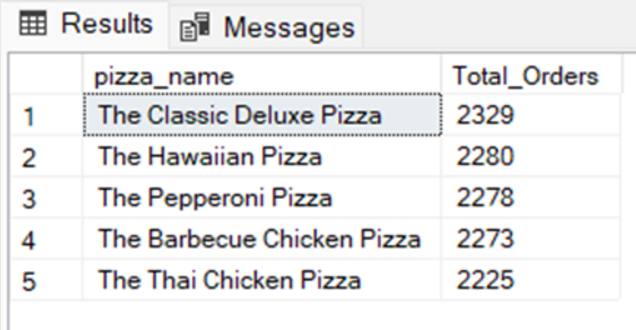 Results Messages
pizza_name Total_Orders
1 The Classic Deluxe Pizza 2329
2 The Hawaiian Pizza 2280
3 The Pepperoni Pizza 2278
4 The Barbecue Chicken Pizza 2273
5 The Thai Chicken Pizza 2225